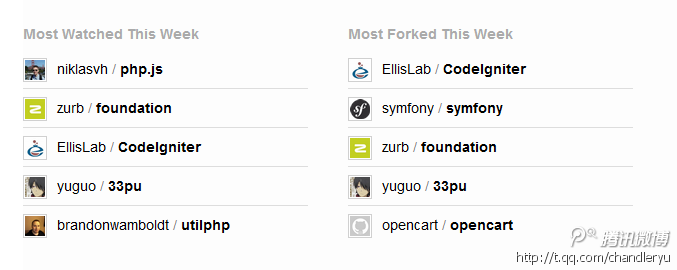 Most Watched This Week
niklasvh / php.js
zurb / foundation
EllisLab / CodeIgniter
yuguo / 33pu
brandonwamboldt / utilphp
Most Forked This Week
EllisLab / CodeIgniter
symfony / symfony
zurb / foundation
yuguo / 33pu
opencart / opencart
腾讯微博
http://t.qq.com/chandleryu